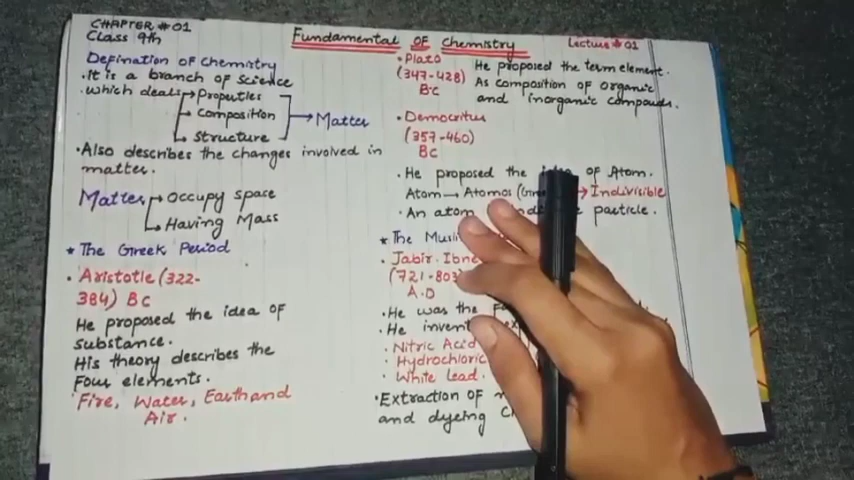 CHAPTER # 01
Class 9th
Fundamental OF Chemistry
Lecture # 01
Defination OF Chemistry
• It is a branch of Science
• which deals → Properties
→ Composition
→ Structure
→ Matter
• Also describes the changes involved in
matter.
Matter → Occupy space
→ Having Mass
* The Greek Period
• Aristotle (322-
384) BC
He proposed the idea of
substance.
His theory describes the
Four elements.
Fire, Water, Earth and
Air.
• Plato
(347-428)
BC
He proposed the term element
As composition of organic
and inorganic compounds.
• Democritus
(357-460)
BC
• He proposed the of Atom.
Atom → Atomos → Indivisible
• An atom particle.
* The
Jabir. Ibne
(721-803)
A.D
• He was the
• He
• Nitric Acid
• Hydrochloric
• White Lead.
• Extraction of
and dyeing